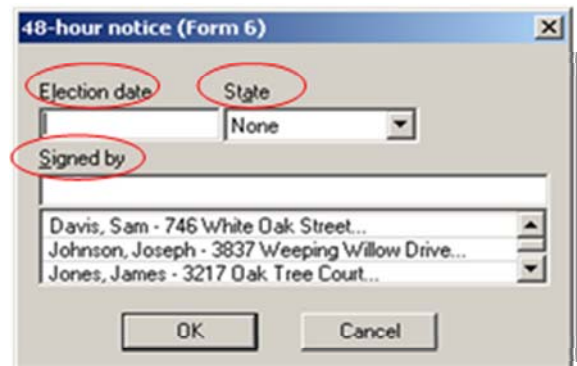 48-hour notice (Form 6)
Election date State
None
Signed by
Davis, Sam - 746 White Oak Street...
Johnson, Joseph - 3837 Weeping Willow Drive...
Jones, James - 3217 Oak Tree Court...
OK Cancel